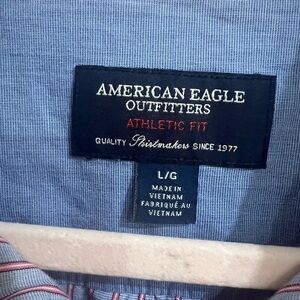 AMERICAN EAGLE
OUTFITTERS
ATHLETIC FIT
QUALITY Shirtmakers SINCE 1977
L/G
MADE IN
VIETNAM
FABRIQUÉ AU
VIETNAM